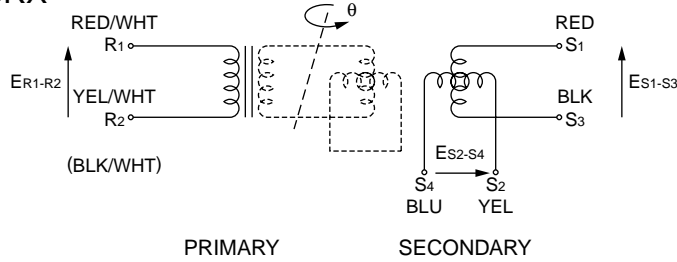 RED/WHT
θ
RED
R1
S1
ER1-R2
YEL/WHT
BLK
ES1-S3
R2
S3
(BLK/WHT)
ES2-S4
S4
S2
BLU
YEL
PRIMARY
SECONDARY